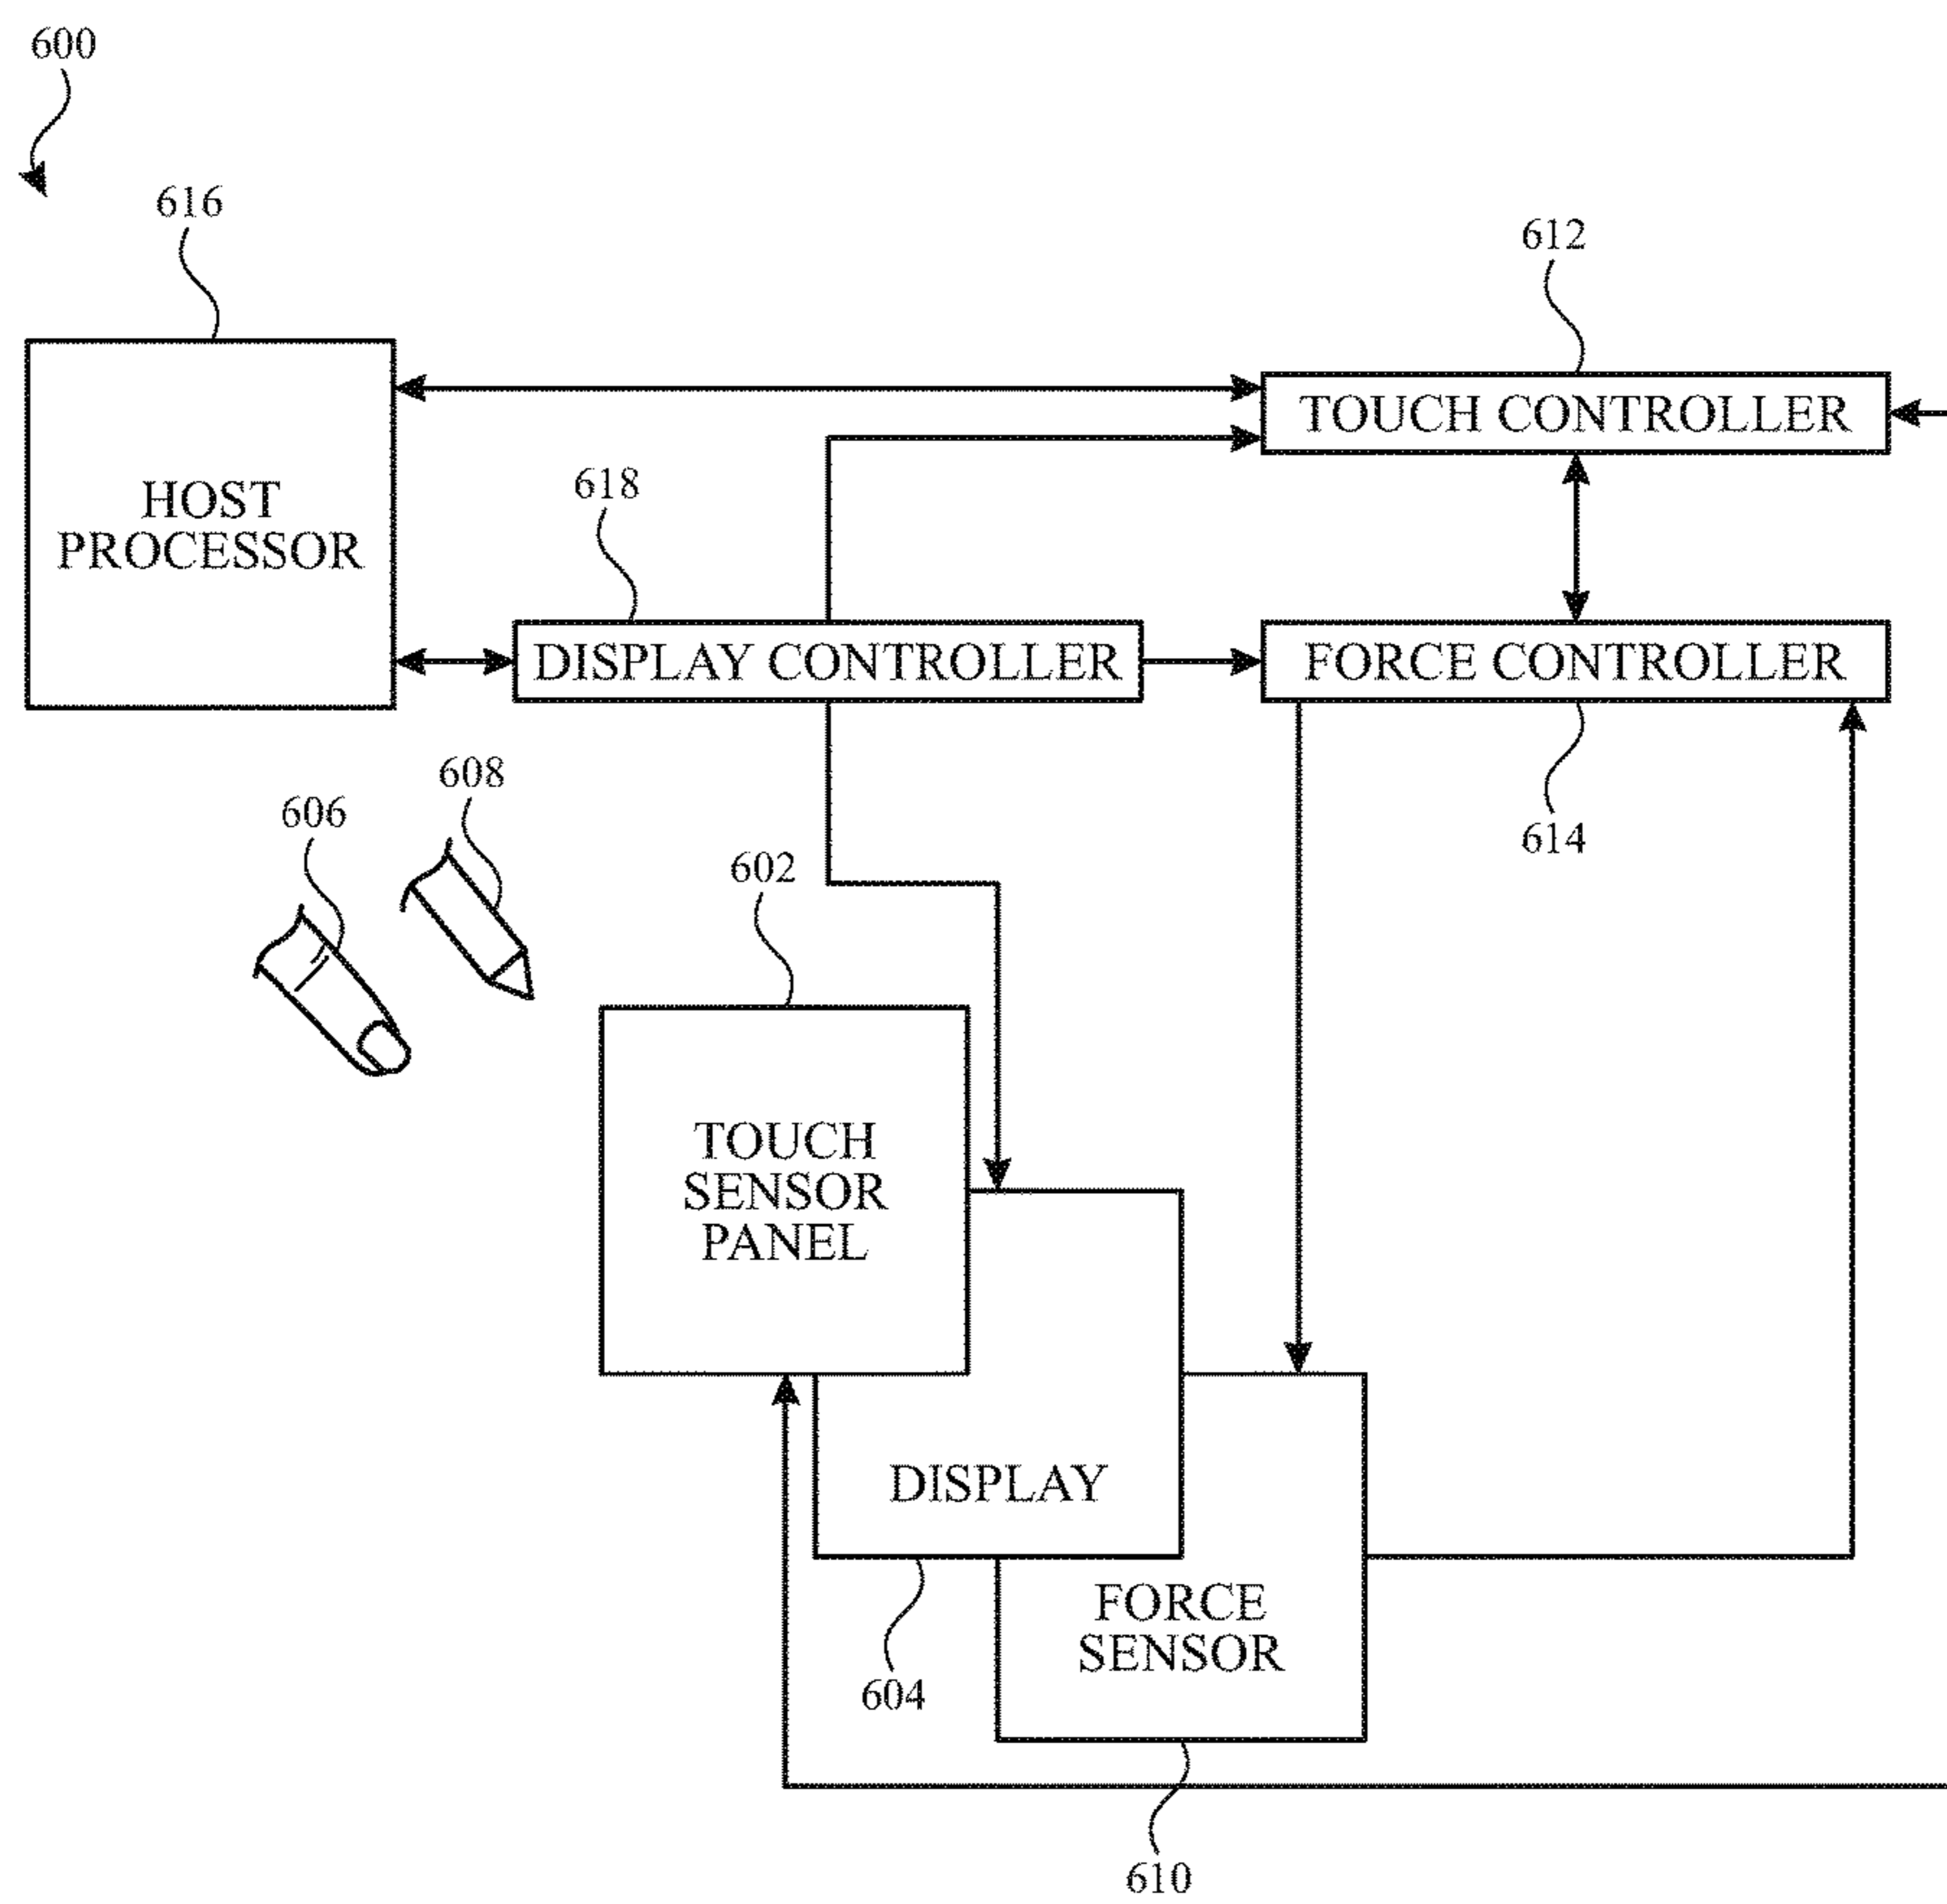 600
616
612
TOUCH CONTROLLER
618
HOST
PROCESSOR
DISPLAY CONTROLLER
FORCE CONTROLLER
608
606
614
602
TOUCH
SENSOR
PANEL
DISPLAY
FORCE
SENSOR
604
610